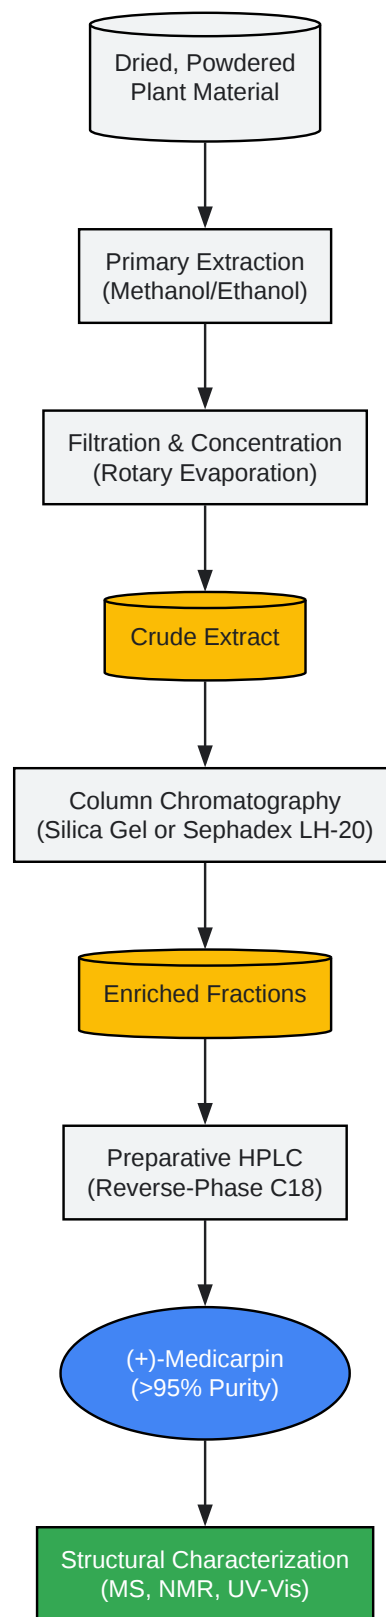 Dried, Powdered
Plant Material
Primary Extraction
(Methanol/Ethanol)
Filtration & Concentration
(Rotary Evaporation)
Crude Extract
Column Chromatography
(Silica Gel or Sephadex LH-20)
Enriched Fractions
Preparative HPLC
(Reverse-Phase C18)
(+)-Medicarpin
(>95% Purity)
Structural Characterization
(MS, NMR, UV-Vis)